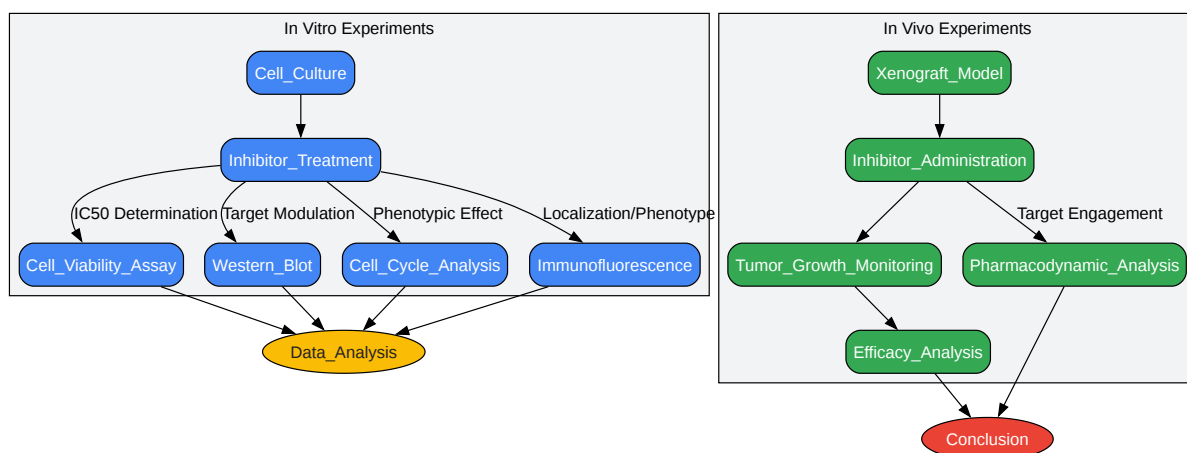 In Vitro Experiments
Cell_Culture
Inhibitor_Treatment
IC50 Determination
Target Modulation
Phenotypic Effect
Localization/Phenotype
Cell_Viability_Assay
Western_Blot
Cell_Cycle_Analysis
Immunofluorescence
Data_Analysis
In Vivo Experiments
Xenograft_Model
Inhibitor_Administration
Target Engagement
Tumor_Growth_Monitoring
Pharmacodynamic_Analysis
Efficacy_Analysis
Conclusion